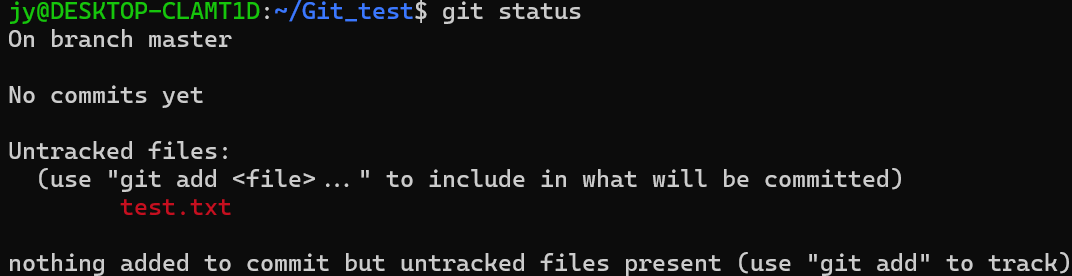 jy@DESKTOP-CLAMT1D:~/Git_test$ git status
On branch master
No commits yet
Untracked files:
(use "git add <file>..." to include in what will be committed)
test.txt
nothing added to commit but untracked files present (use "git add" to track)